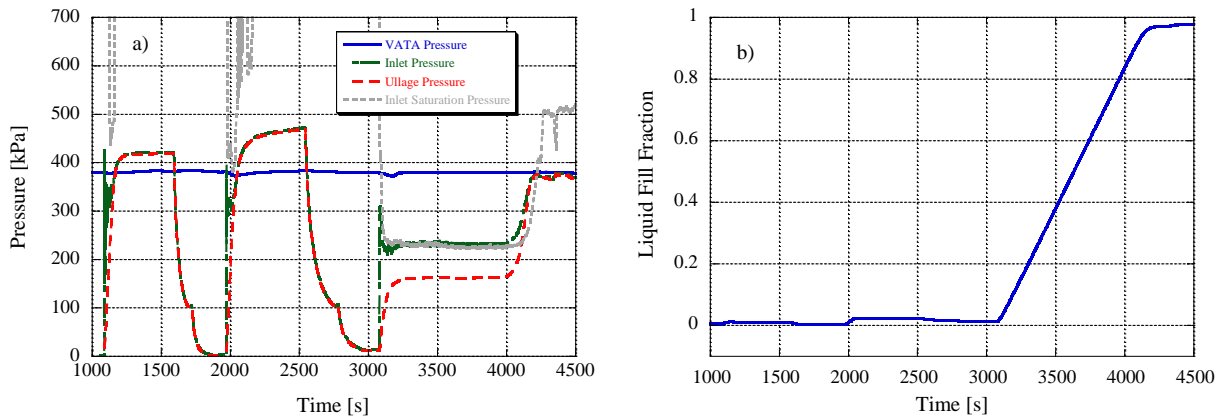 a)
VATA Pressure
Inlet Pressure
Ullage Pressure
Inlet Saturation Pressure
Pressure [kPa]
700
600
500
400
300
200
100
0
1000 1500 2000 2500 3000 3500 4000 4500
Time [s]
b)
Liquid Fill Fraction
1
0.8
0.6
0.4
0.2
0
1000 1500 2000 2500 3000 3500 4000 4500
Time [s]